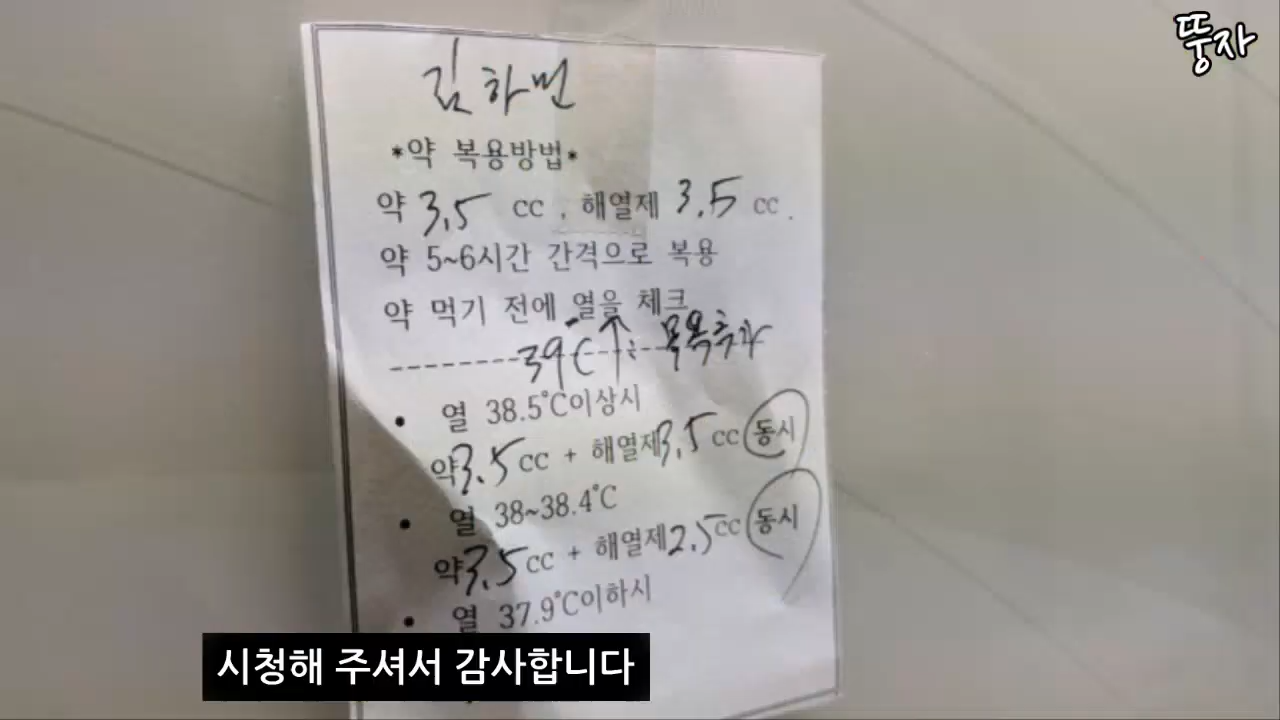 뚱자
김하민
*약 복용방법*
약 3.5 cc , 해열제 3.5 cc .
약 5~6시간 간격으로 복용
약 먹기 전에 열을 체크
--------39℃↑:--
• 열 38.5℃이상시
약3.5cc + 해열제3.5cc 동시
• 열 38~38.4℃
약3.5cc + 해열제2.5cc 동시
• 열 37.9℃이하시
시청해 주셔서 감사합니다